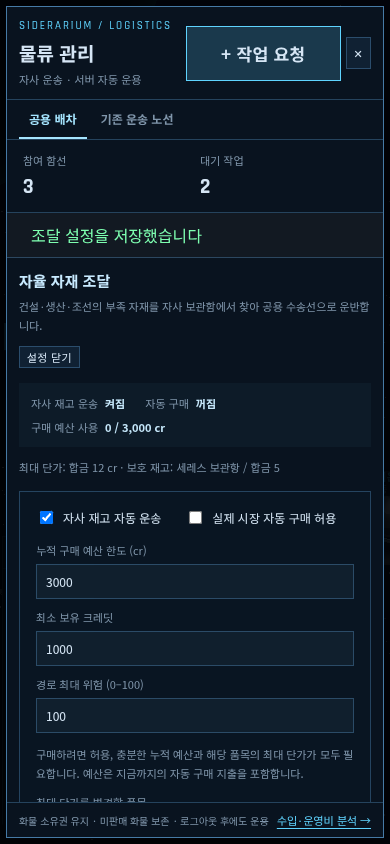 SIDERARIUM / LOGISTICS
물류 관리
자사 운송 · 서버 자동 운용
+ 작업 요청
×
공용 배차 기존 운송 노선
참여 함선 대기 작업
3 2
조달 설정을 저장했습니다
자율 자재 조달
건설·생산·조선의 부족 자재를 자사 보관함에서 찾아 공용 수송선으로 운반합
니다.
설정 닫기
자사 재고 운송 켜짐 자동 구매 꺼짐
구매 예산 사용 0 / 3,000 cr
최대 단가: 합금 12 cr · 보호 재고: 세레스 보관함 / 합금 5
자사 재고 자동 운송 실제 시장 자동 구매 허용
누적 구매 예산 한도 (cr)
3000
최소 보유 크레딧
1000
경로 최대 위험 (0–100)
100
구매하려면 허용, 충분한 누적 예산과 해당 품목의 최대 단가가 모두 필
요합니다. 예산은 지금까지의 자동 구매 지출을 포함합니다.
화물 소유권 유지 · 미판매 화물 보존 · 로그아웃 후에도 운용 수입·운영비 분석 →